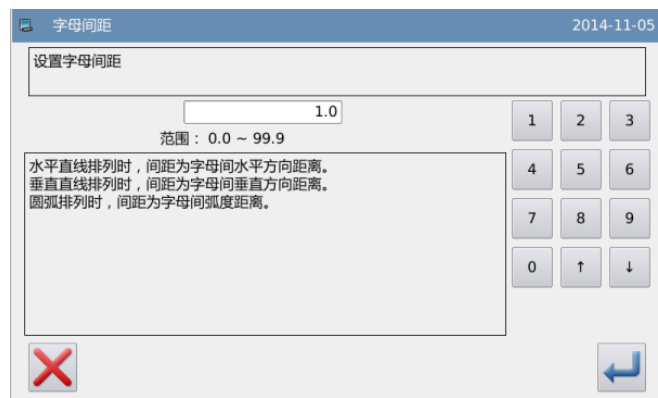 字母间距
2014-11-05
设置字母间距
1.0
范围： 0.0 ~ 99.9
水平直线排列时，间距为字母间水平方向距离。
垂直直线排列时，间距为字母间垂直方向距离。
圆弧排列时，间距为字母间弧度距离。
1 2 3
4 5 6
7 8 9
0 ↑ ↓